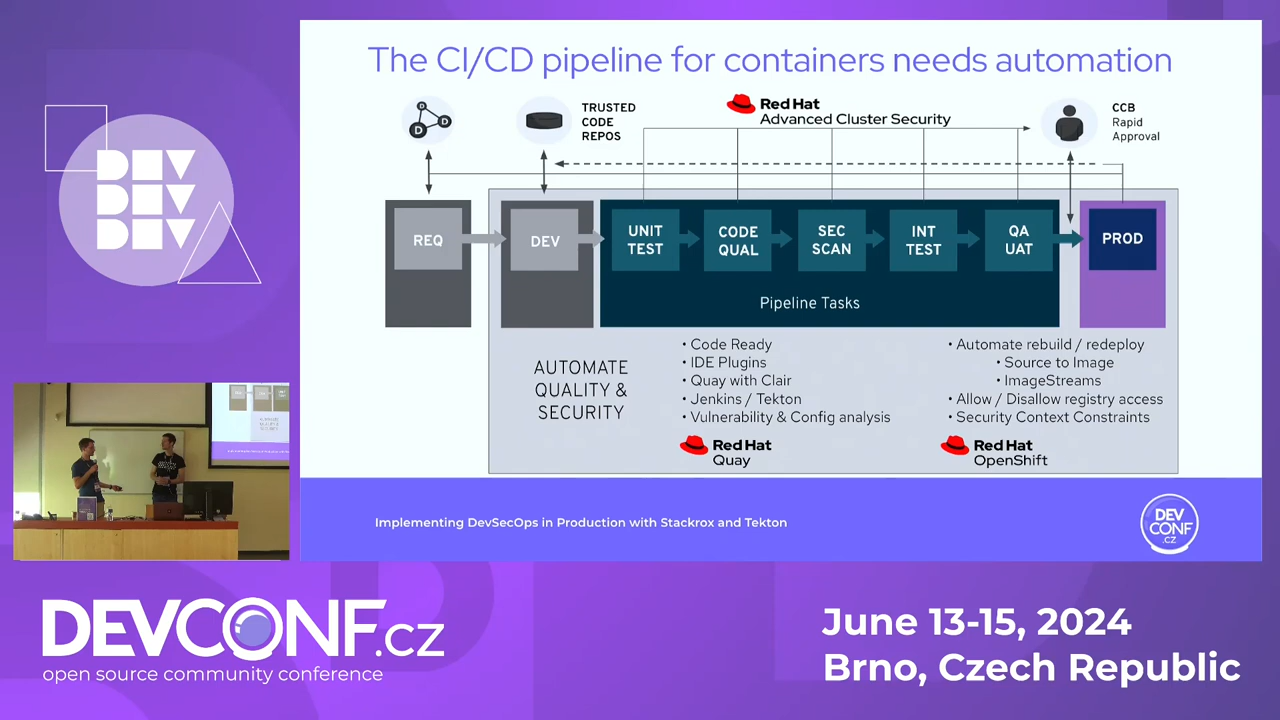 The CI/CD pipeline for containers needs automation
D
D
D
TRUSTED
CODE
REPOS
Red Hat
Advanced Cluster Security
CCB
Rapid
Approval
REQ
DEV
UNIT
TEST
CODE
QUAL
SEC
SCAN
INT
TEST
QA
UAT
PROD
Pipeline Tasks
AUTOMATE
QUALITY &
SECURITY
• Code Ready
• IDE Plugins
• Quay with Clair
• Jenkins / Tekton
• Vulnerability & Config analysis
Red Hat
Quay
• Automate rebuild / redeploy
• Source to Image
• ImageStreams
• Allow / Disallow registry access
• Security Context Constraints
Red Hat
OpenShift
Implementing DevSecOps in Production with Stackrox and Tekton
DEV
CONF
.CZ
DEV
DEV
DEV
DEVCONF.cz
open source community conference
June 13-15, 2024
Brno, Czech Republic